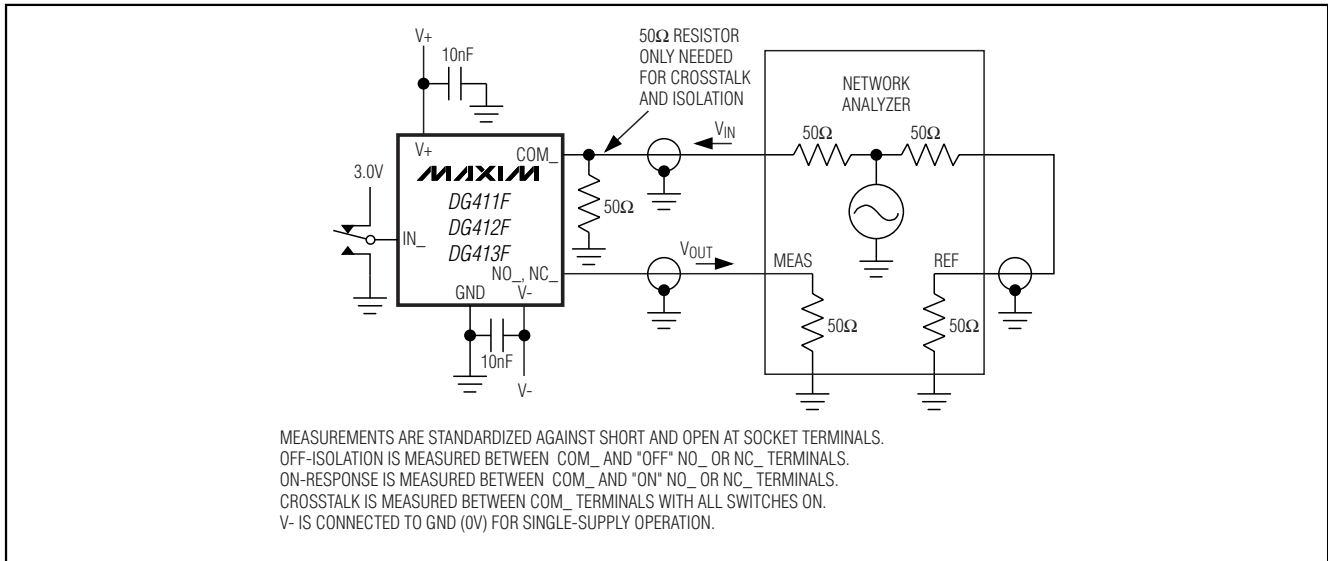 V+
10nF
50Ω RESISTOR
ONLY NEEDED
FOR CROSSTALK
AND ISOLATION
NETWORK
ANALYZER
VIN
50Ω
50Ω
V+
COM_
MAXIM
3.0V
DG411F
50Ω
DG412F
IN_
DG413F
VOUT
MEAS
REF
NO_, NC_
GND
V-
50Ω
50Ω
10nF
V-
MEASUREMENTS ARE STANDARDIZED AGAINST SHORT AND OPEN AT SOCKET TERMINALS.
OFF-ISOLATION IS MEASURED BETWEEN COM_ AND "OFF" NO_ OR NC_ TERMINALS.
ON-RESPONSE IS MEASURED BETWEEN COM_ AND "ON" NO_ OR NC_ TERMINALS.
CROSSTALK IS MEASURED BETWEEN COM_ TERMINALS WITH ALL SWITCHES ON.
V- IS CONNECTED TO GND (0V) FOR SINGLE-SUPPLY OPERATION.